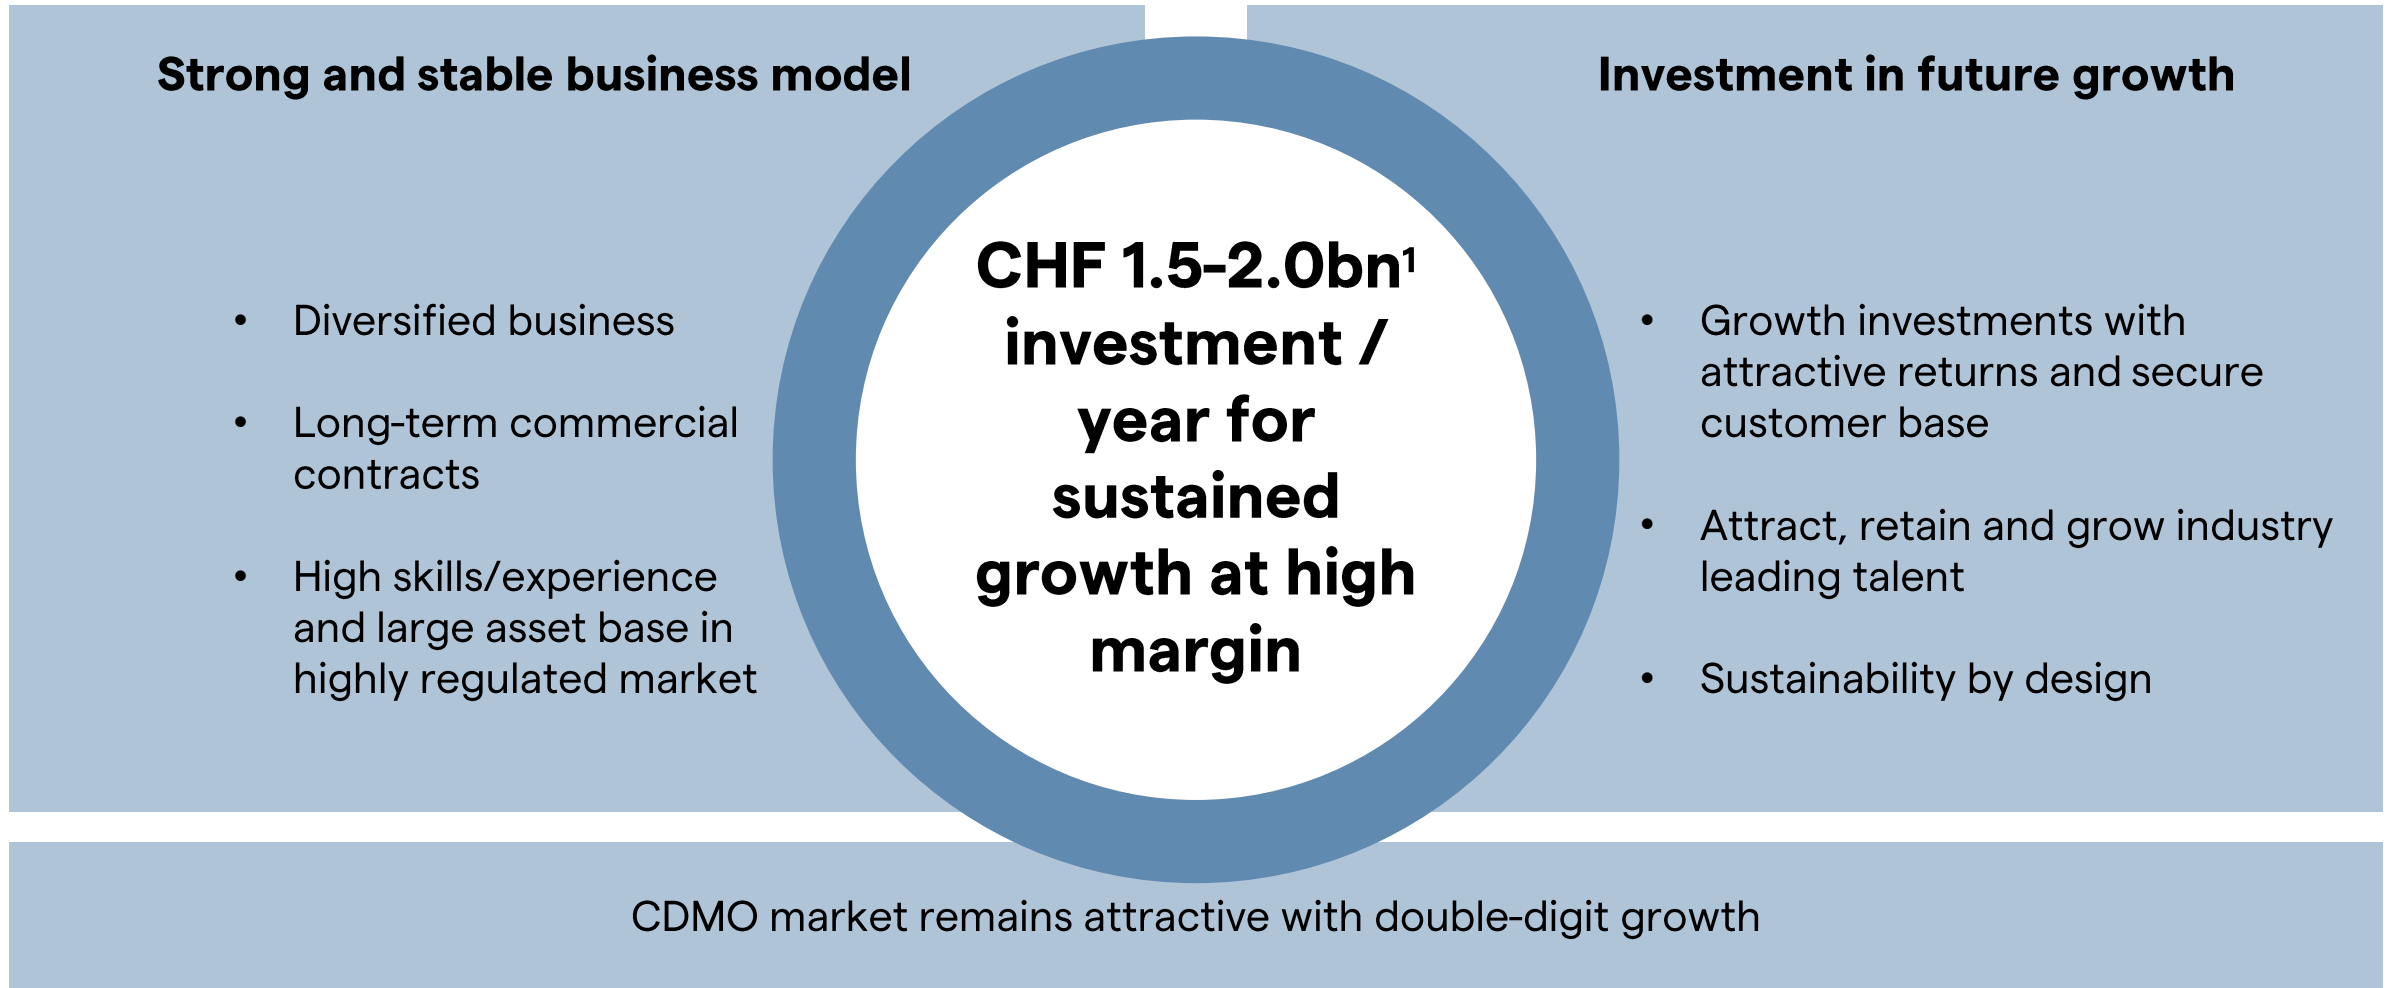 Strong and stable business model
• Diversified business
• Long-term commercial
contracts
• High skills/experience
and large asset base in
highly regulated market
CHF 1.5-2.0bn¹
investment /
year for
sustained
growth at high
margin
Investment in future growth
• Growth investments with
attractive returns and secure
customer base
• Attract, retain and grow industry
leading talent
• Sustainability by design
CDMO market remains attractive with double-digit growth